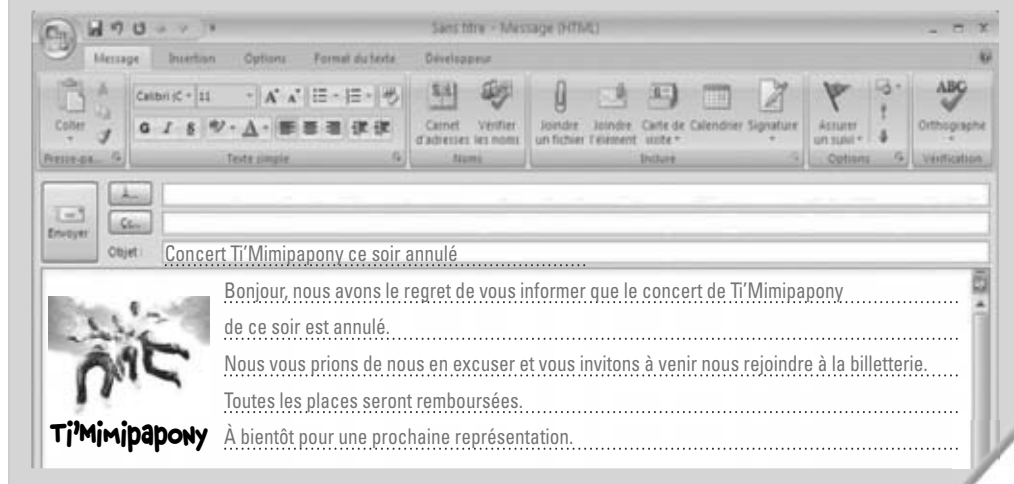 Sans titre - Message (HTML)
Message Insertion Options Format du texte Développeur
Calibri (C 11
Coller
G I S
Carnet d'adresses
Vérifier les noms
Joindre un fichier
Joindre l'élément
Carte de visite
Calendrier
Signature
Assurer un suivi
ABC
Orthographe
Presse-pa... Texte simple Noms Inclure Options Vérification
Envoyer
À...
Cc...
Objet : Concert Ti'Mimipapony ce soir annulé
Bonjour, nous avons le regret de vous informer que le concert de Ti'Mimipapony
de ce soir est annulé.
Nous vous prions de nous en excuser et vous invitons à venir nous rejoindre à la billetterie.
Toutes les places seront remboursées.
À bientôt pour une prochaine représentation.
Ti'Mimipapony